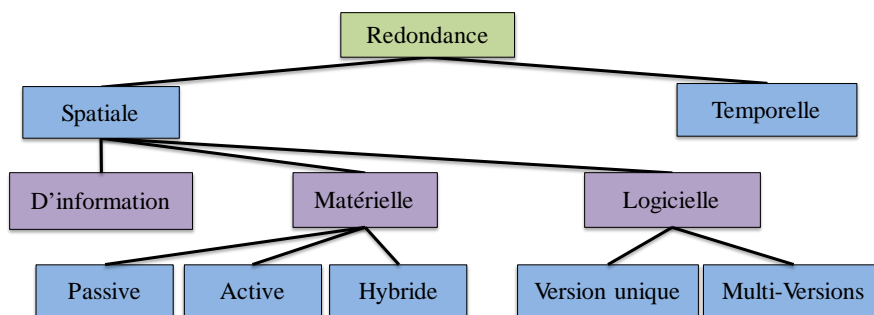 Redondance
Spatiale
Temporelle
D’information
Matérielle
Logicielle
Passive
Active
Hybride
Version unique
Multi-Versions